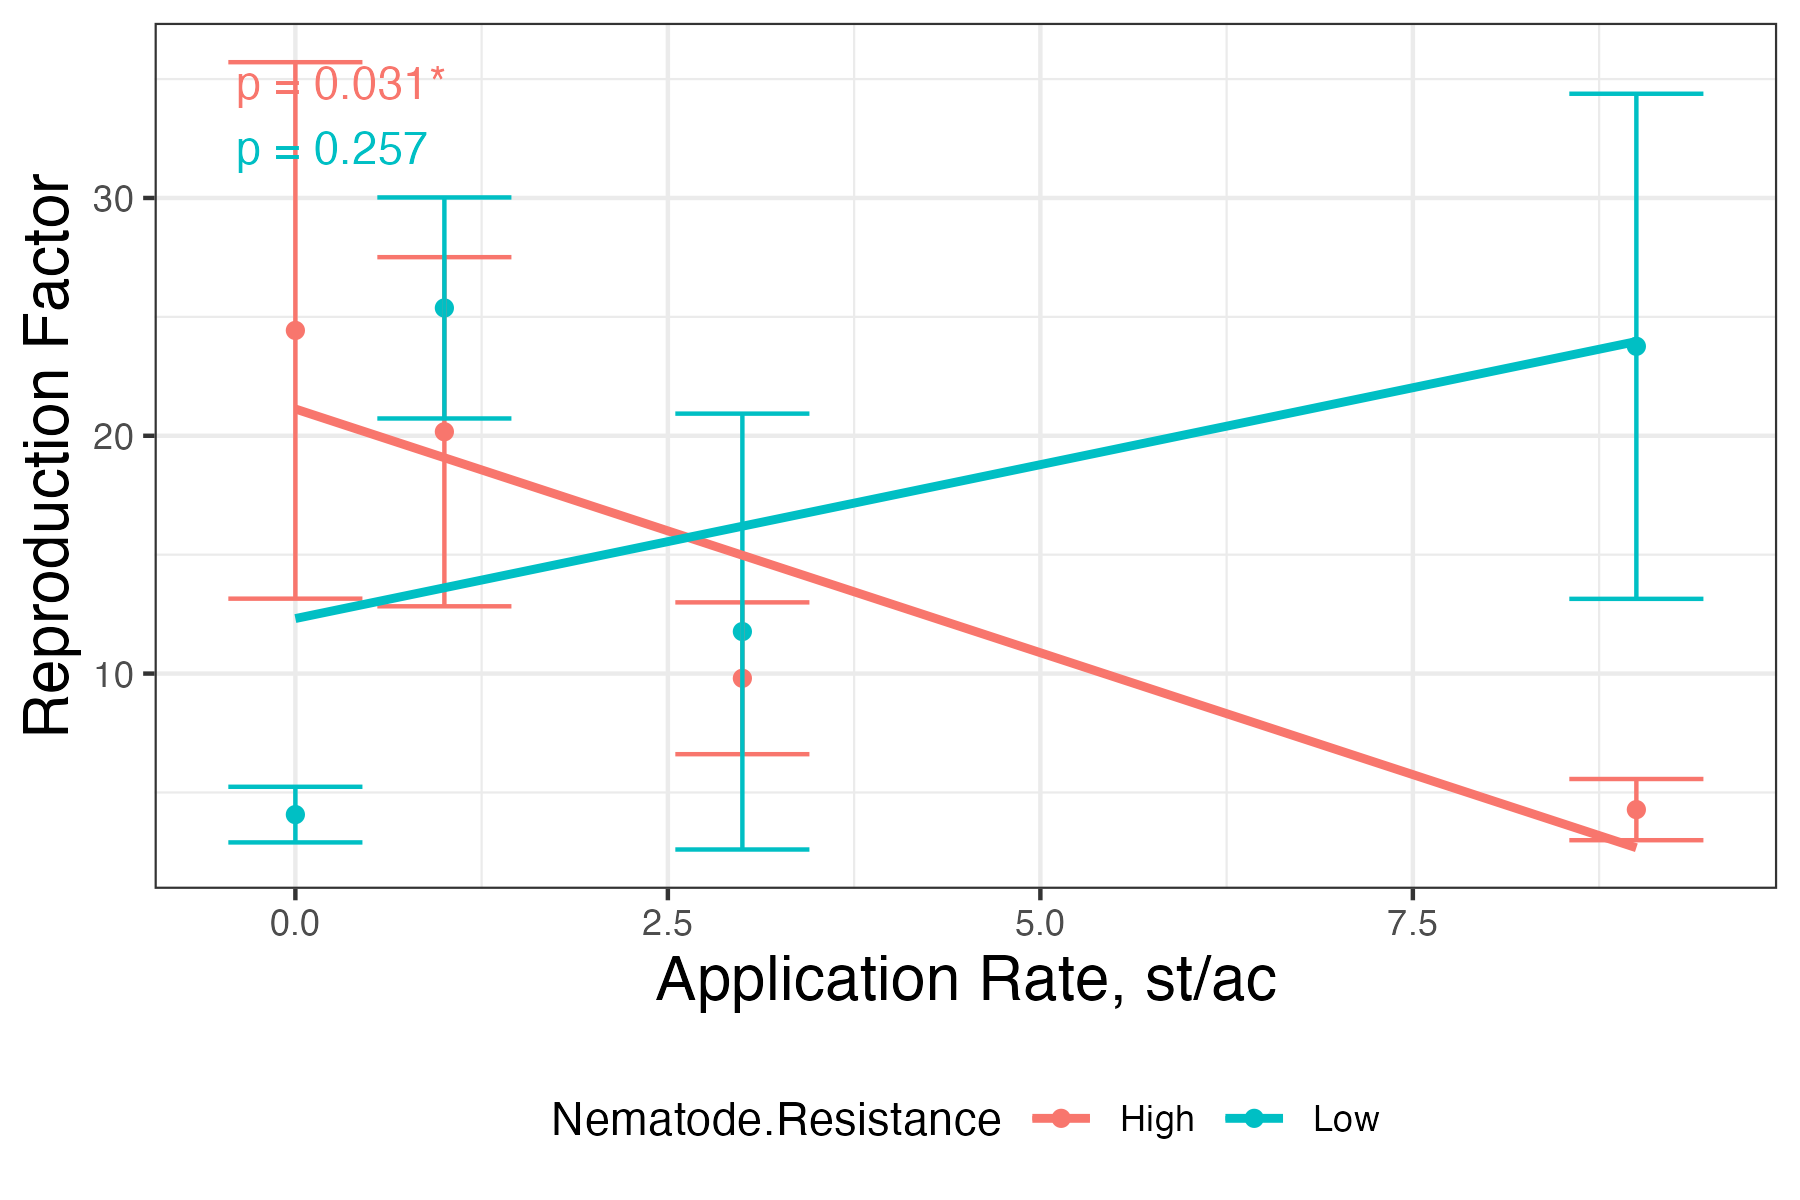 p = 0.031*
p = 0.257
Reproduction Factor
30
20
10
0.0 2.5 5.0 7.5
Application Rate, st/ac
Nematode.Resistance High Low